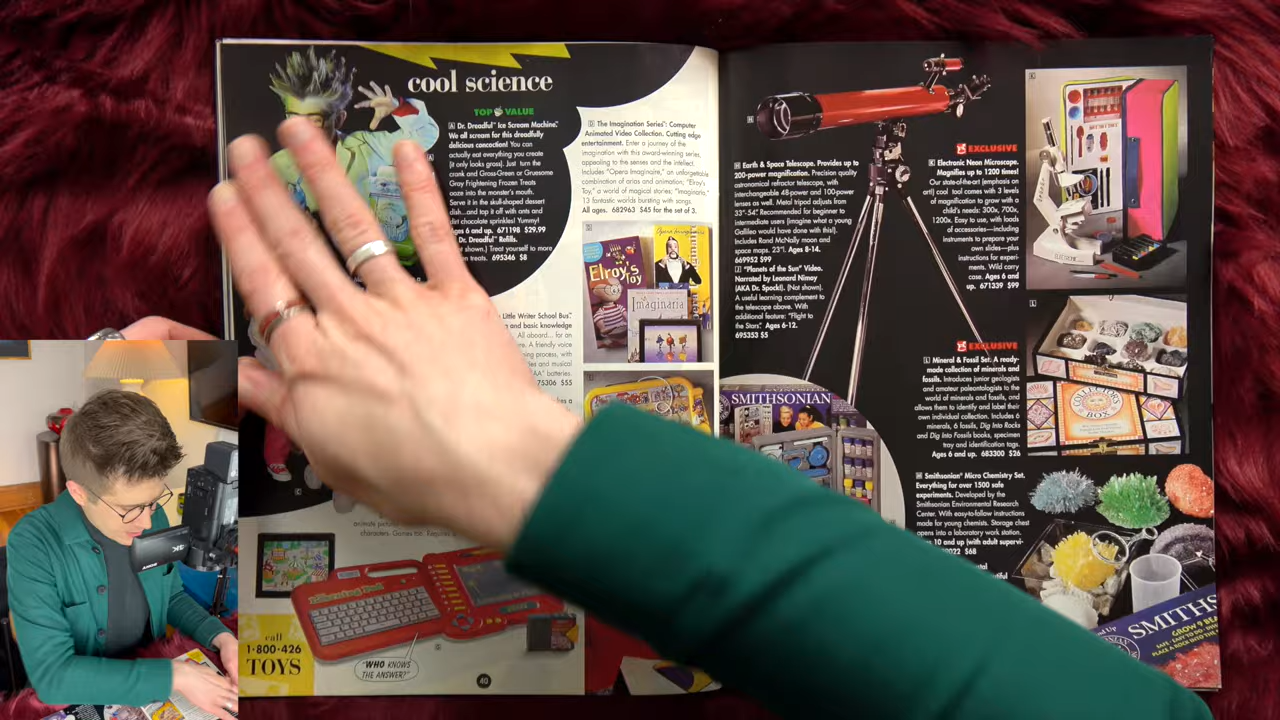 cool science
TOP VALUE
A Dr. Dreadful™ Ice Scream Machine.™
We all scream for this dreadfully
delicious concoction! You can
actually eat everything you create
(it only looks gross). Just turn the
crank and Green-Gross or Gruesome
Gray Frightening Frozen Treats
ooze into the monster's mouth.
Serve it in the skull-shaped dessert
dish...and top it off with ants and
dirt chocolate sprinkles! Yummy!
Ages 6 and up. 671198 $29.99
Dr. Dreadful™ Refills.
shown.) Treat yourself to more
treats. 695346 $8
Little Writer School Bus.™
and basic knowledge
All aboard... for an
A friendly voice
process, with
and musical
"AA" batteries.
75306 $55
animate pictures
characters. Games
call
1•800•426
TOYS
"WHO KNOWS
THE ANSWER?"
40
D The Imagination Series™: Computer
Animated Video Collection. Cutting edge
entertainment. Enter a journey of the
imagination with this award-winning series,
appealing to the senses and the intellect.
Includes "Opera Imaginaire," an unforgettable
combination of arias and animation; "Elroy's
Toy," a world of magical stories; "Imaginaria,"
13 fantastic worlds bursting with songs.
All ages. 682963 $45 for the set of 3.
Elroy's
Toy
Imaginaria
H Earth & Space Telescope. Provides up to
200-power magnification. Precision quality
astronomical refractor telescope, with
interchangeable 48-power and 100-power
lenses as well. Metal tripod adjusts from
33"-54." Recommended for beginner to
intermediate users (imagine what a young
Galileo would have done with this!).
Includes Rand McNally moon and
space maps. 23"l. Ages 8-14.
669952 $99
J "Planets of the Sun" Video.
Narrated by Leonard Nimoy
(AKA Dr. Spock!). (Not shown).
A useful learning complement to
the telescope above. With
additional feature: "Flight to
the Stars." Ages 6-12.
695353 $5
SMITHSONIAN
EXCLUSIVE
K Electronic Neon Microscope.
Magnifies up to 1200 times!
Our state-of-the-art (emphasis on
art) cool tool comes with 3 levels
of magnification to grow with a
child's needs: 300x, 700x,
1200x. Easy to use, with loads
of accessories—including
instruments to prepare your
own slides—plus
instructions for experi-
ments. Wild carry
case. Ages 6 and
up. 671339 $99
EXCLUSIVE
L Mineral & Fossil Set. A ready-
made collection of minerals and
fossils. Introduces junior geologists
and amateur paleontologists to the
world of minerals and fossils, and
allows them to identify and label their
own individual collection. Includes 6
minerals, 6 fossils, Dig Into Rocks
and Dig Into Fossils books, specimen
tray and identification tags.
Ages 6 and up. 683300 $26
COLLECTOR'S
BOX
M Smithsonian® Micro Chemistry Set.
Everything for over 1500 safe
experiments. Developed by the
Smithsonian Environmental Research
Center. With easy-to-follow instructions
made for young chemists. Storage chest
opens into a laboratory work station.
10 and up (with adult supervi-
$68
SMITHS
GROW 9
SAFE - EASY TO DO
PLACE A ROCK INTO THE
SONY